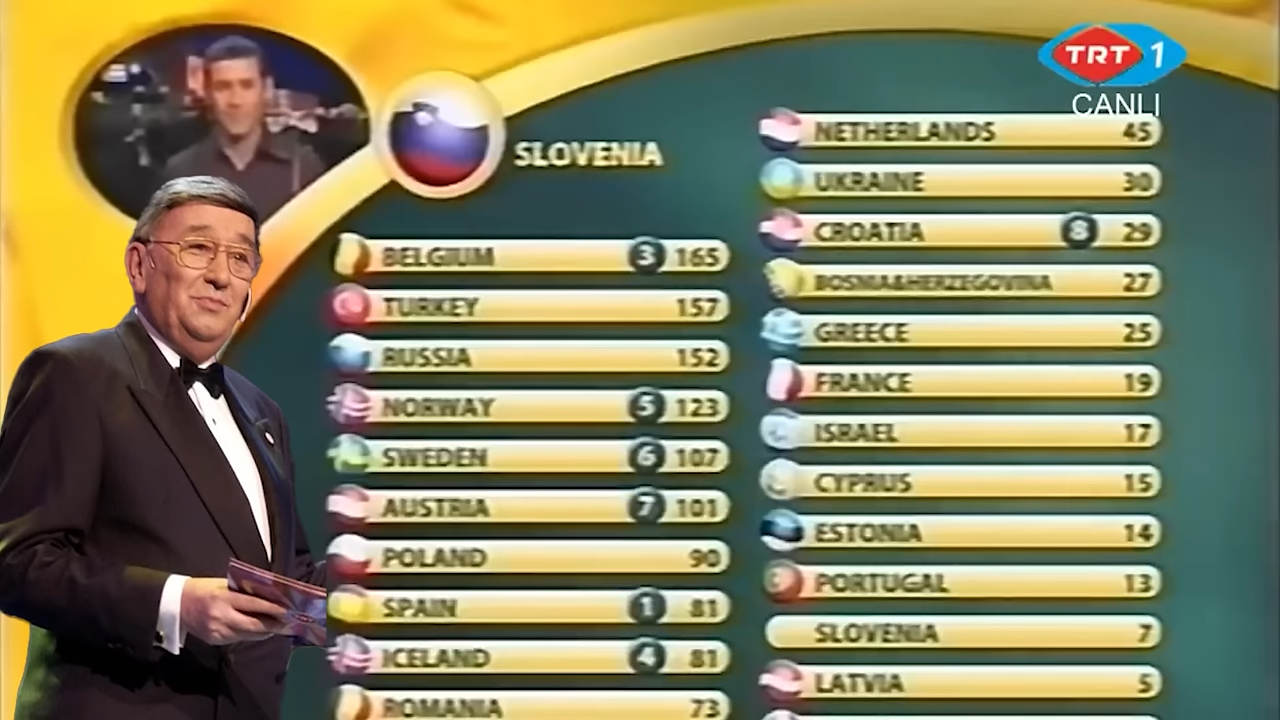 TRT 1
CANLI
SLOVENIA
BELGIUM 3 165
TURKEY 157
RUSSIA 152
NORWAY 5 123
SWEDEN 6 107
AUSTRIA 7 101
POLAND 90
SPAIN 1 81
ICELAND 4 81
ROMANIA 73
NETHERLANDS 45
UKRAINE 30
CROATIA 8 29
BOSNIA&HERZEGOVINA 27
GREECE 25
FRANCE 19
ISRAEL 17
CYPRUS 15
ESTONIA 14
PORTUGAL 13
SLOVENIA 7
LATVIA 5
TRT